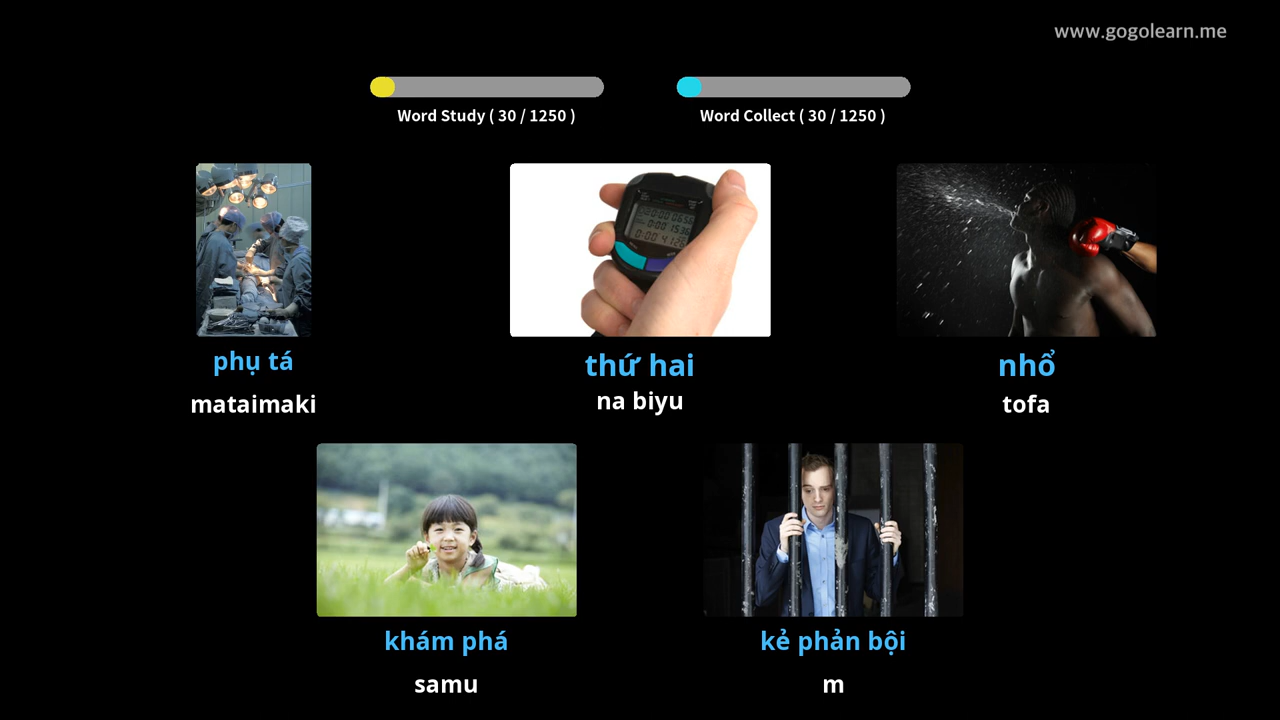 www.gogolearn.me
Word Study ( 30 / 1250 )
Word Collect ( 30 / 1250 )
phụ tá
mataimaki
thứ hai
na biyu
nhổ
tofa
khám phá
samu
kẻ phản bội
m